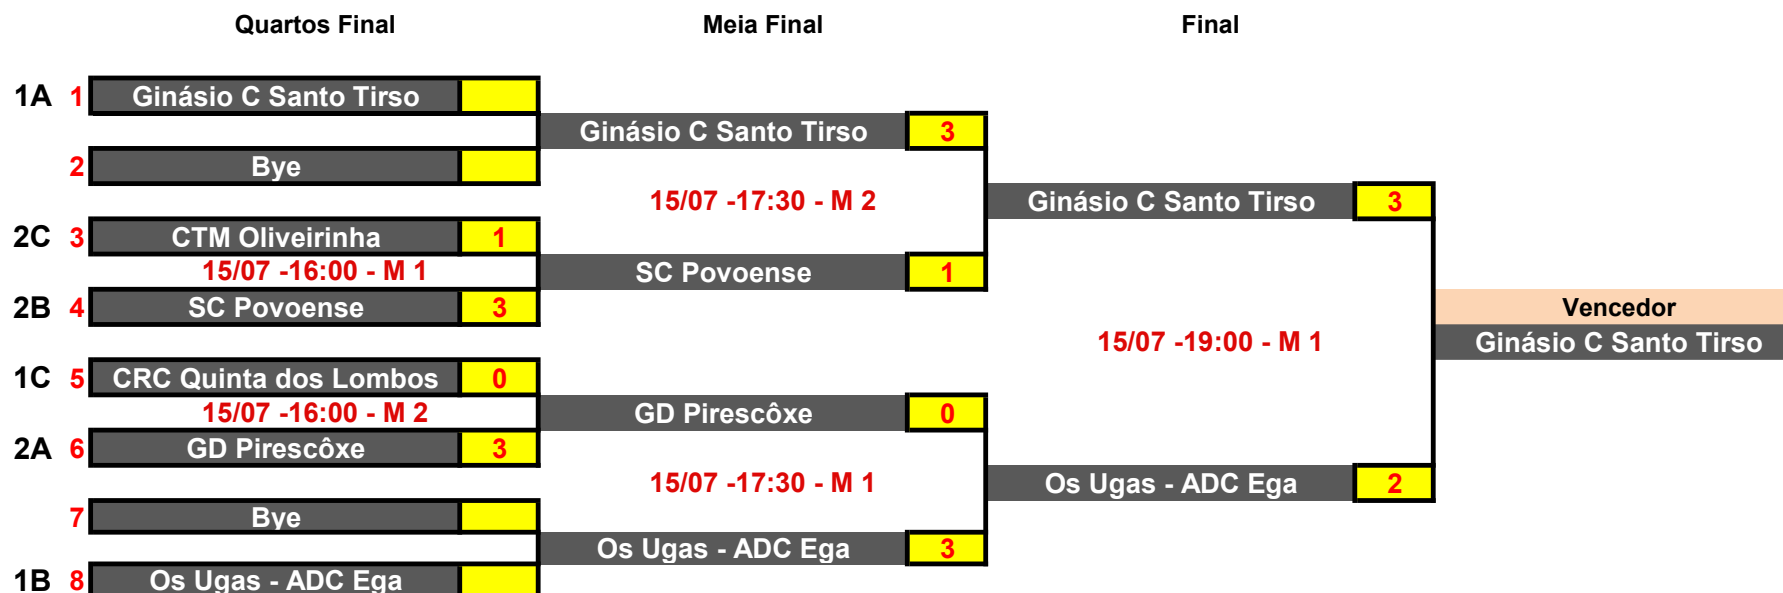 Quartos Final Meia Final Final
1A 1 Ginásio C Santo Tirso
Ginásio C Santo Tirso 3
2 Bye
15/07 -17:30 - M 2
Ginásio C Santo Tirso 3
2C 3 CTM Oliveirinha 1
15/07 -16:00 - M 1
SC Povoense 1
2B 4 SC Povoense 3
Vencedor
15/07 -19:00 - M 1
Ginásio C Santo Tirso
1C 5 CRC Quinta dos Lombos 0
15/07 -16:00 - M 2
GD Pirescôxe 0
2A 6 GD Pirescôxe 3
15/07 -17:30 - M 1
Os Ugas - ADC Ega 2
7 Bye
Os Ugas - ADC Ega 3
1B 8 Os Ugas - ADC Ega